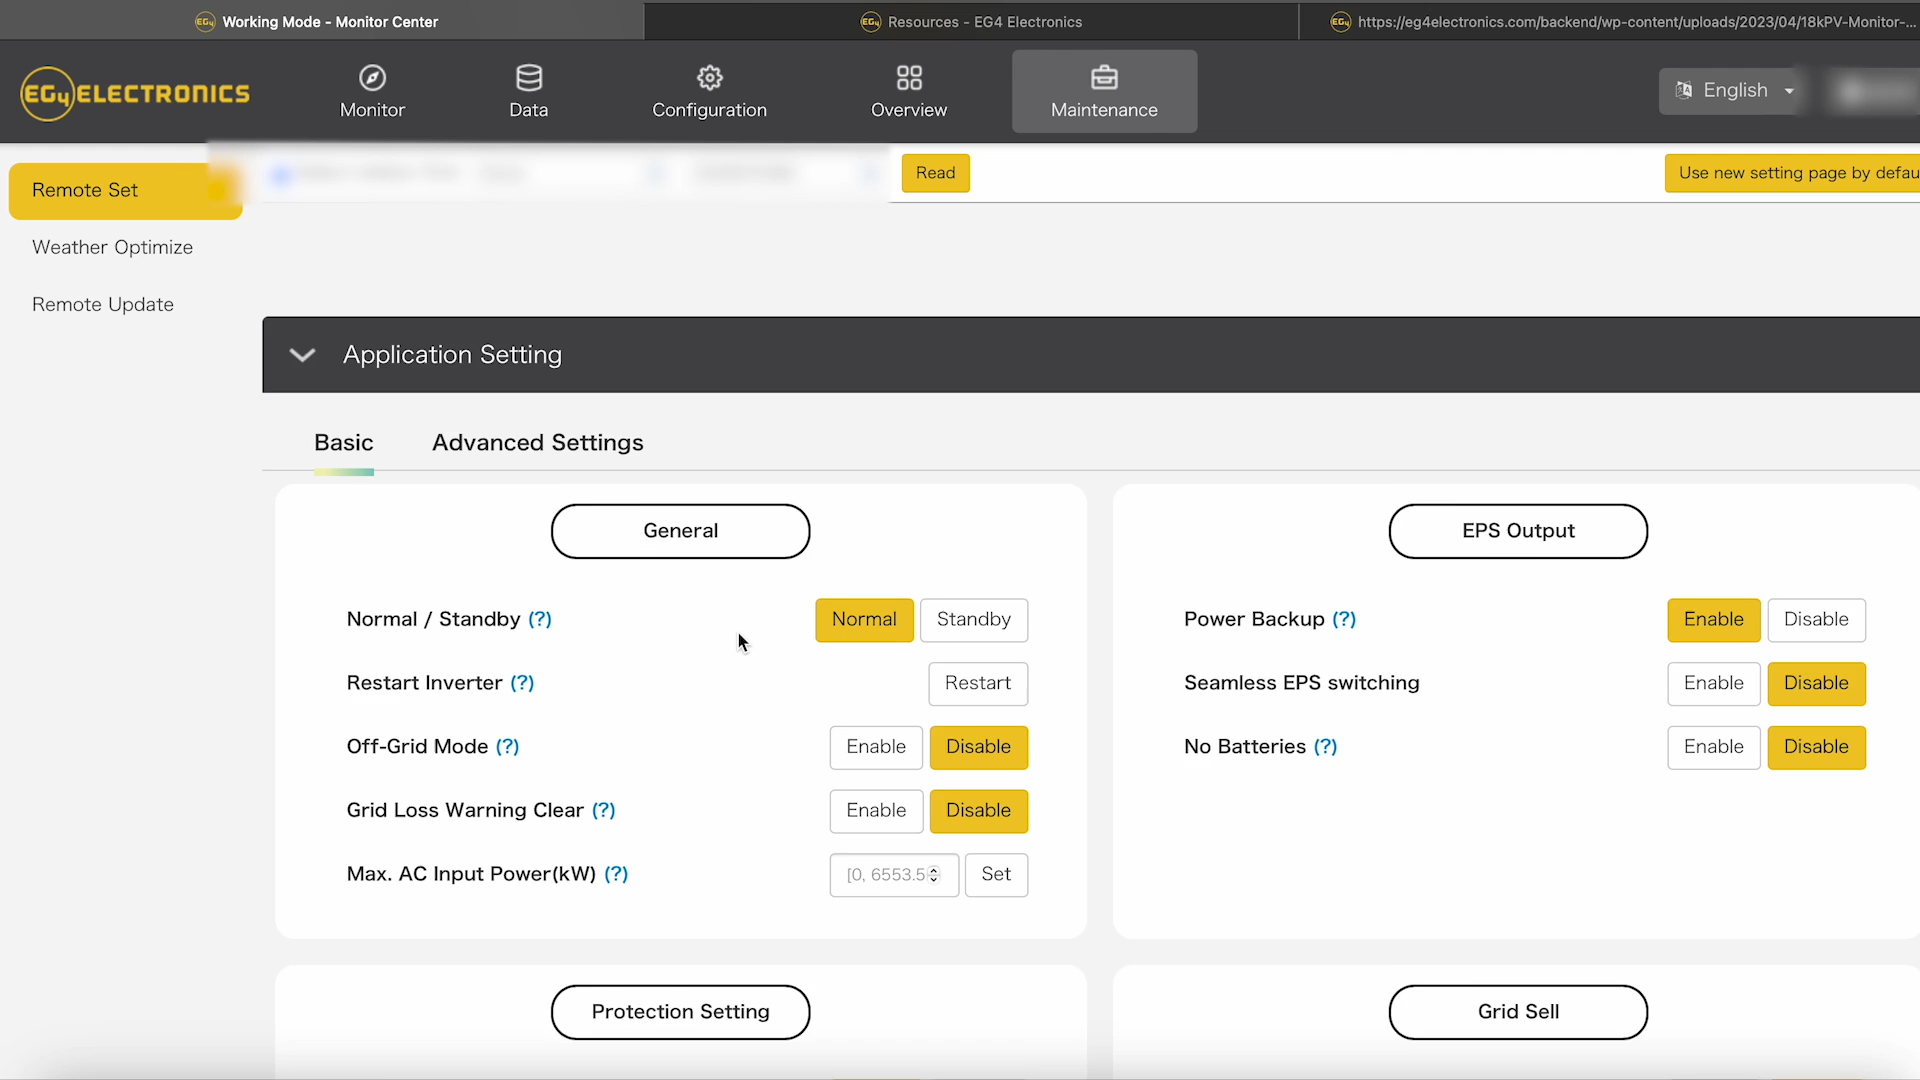 EG4 Working Mode - Monitor Center
EG4 Resources - EG4 Electronics
EG4 https://eg4electronics.com/backend/wp-content/uploads/2023/04/18kPV-Monitor-...
EG4 ELECTRONICS
Monitor
Data
Configuration
Overview
Maintenance
English
Read
Use new setting page by defau
Remote Set
Weather Optimize
Remote Update
Application Setting
Basic
Advanced Settings
General
Normal / Standby (?)
Normal
Standby
Restart Inverter (?)
Restart
Off-Grid Mode (?)
Enable
Disable
Grid Loss Warning Clear (?)
Enable
Disable
Max. AC Input Power(kW) (?)
[0, 6553.5
Set
EPS Output
Power Backup (?)
Enable
Disable
Seamless EPS switching
Enable
Disable
No Batteries (?)
Enable
Disable
Protection Setting
Grid Sell